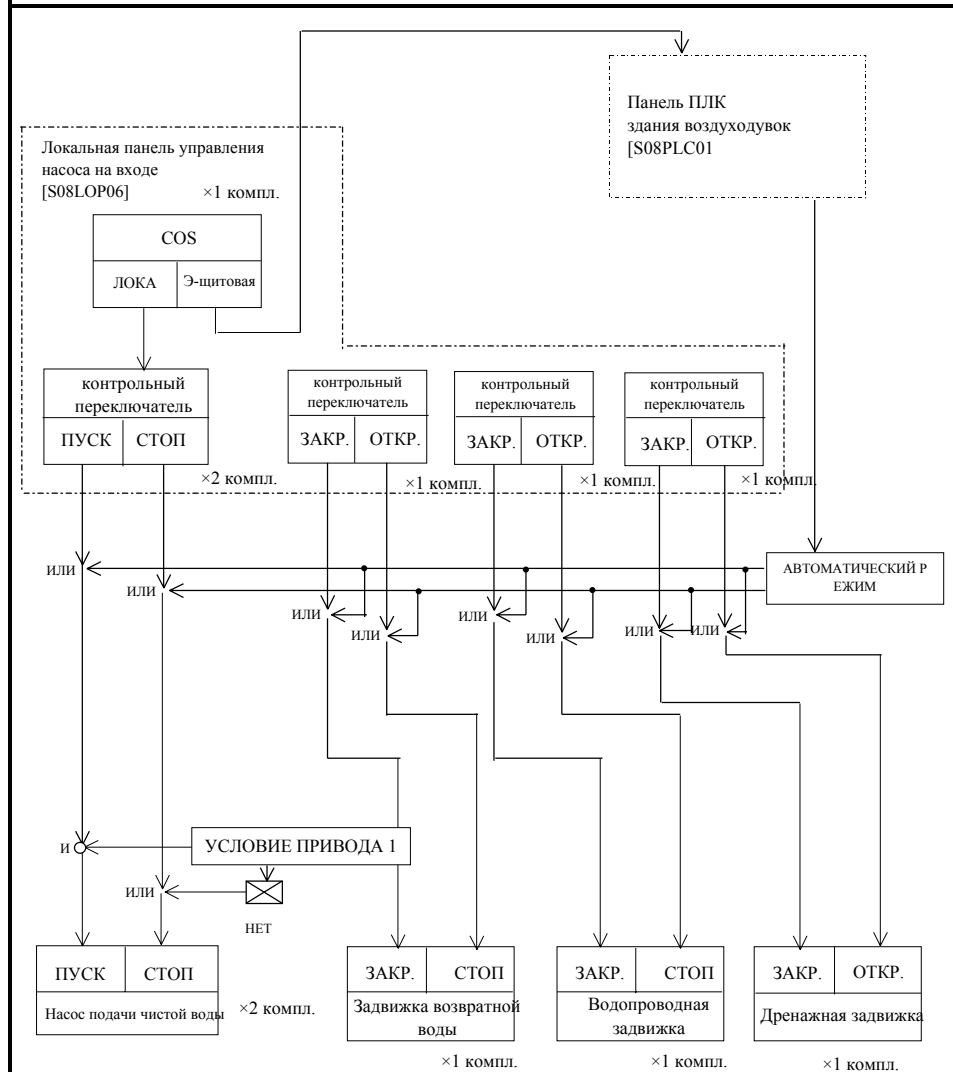 Панель ПЛК
здания воздуходувок
[S08PLC01
Локальная панель управления
насоса на входе
[S08LOP06]
×1 компл.
COS
ЛОКА
Э-щитовая
контрольный
переключатель
ПУСК
СТОП
×2 компл.
контрольный
переключатель
ЗАКР.
ОТКР.
×1 компл.
контрольный
переключатель
ЗАКР.
ОТКР.
×1 компл.
контрольный
переключатель
ЗАКР.
ОТКР.
×1 компл.
АВТОМАТИЧЕСКИЙ Р
ЕЖИМ
ИЛИ
ИЛИ
ИЛИ
ИЛИ
ИЛИ
ИЛИ
ИЛИ
ИЛИ
И
УСЛОВИЕ ПРИВОДА 1
ИЛИ
НЕТ
ПУСК
СТОП
Насос подачи чистой воды
×2 компл.
ЗАКР.
СТОП
Задвижка возвратной
воды
×1 компл.
ЗАКР.
СТОП
Водопроводная
задвижка
×1 компл.
ЗАКР.
ОТКР.
Дренажная задвижка
×1 компл.